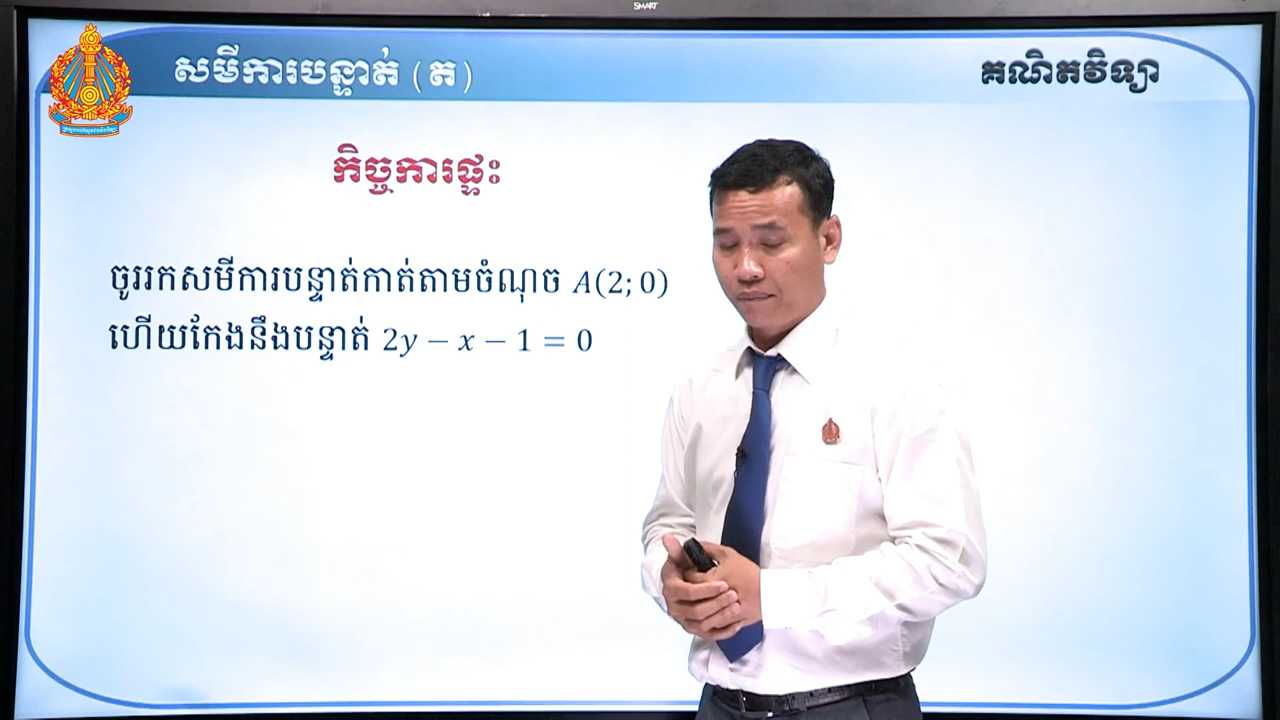 SMART
សមីការបន្ទាត់ (ត)
គណិតវិទ្យា
កិច្ចការផ្ទះ
ចូររកសមីការបន្ទាត់កាត់តាមចំណុច A(2; 0)
ហើយកែងនឹងបន្ទាត់ 2y − x − 1 = 0